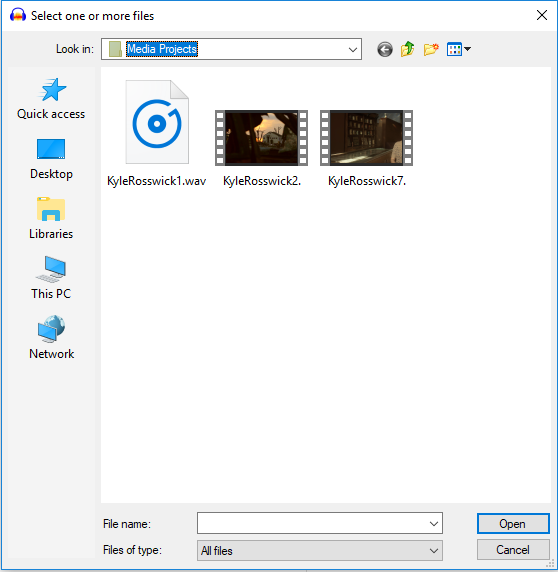 Select one or more files
Look in:
Media Projects
Quick access
Desktop
Libraries
This PC
Network
KyleRosswick1.wav
KyleRosswick2.
KyleRosswick7.
File name:
Open
Files of type:
All files
Cancel